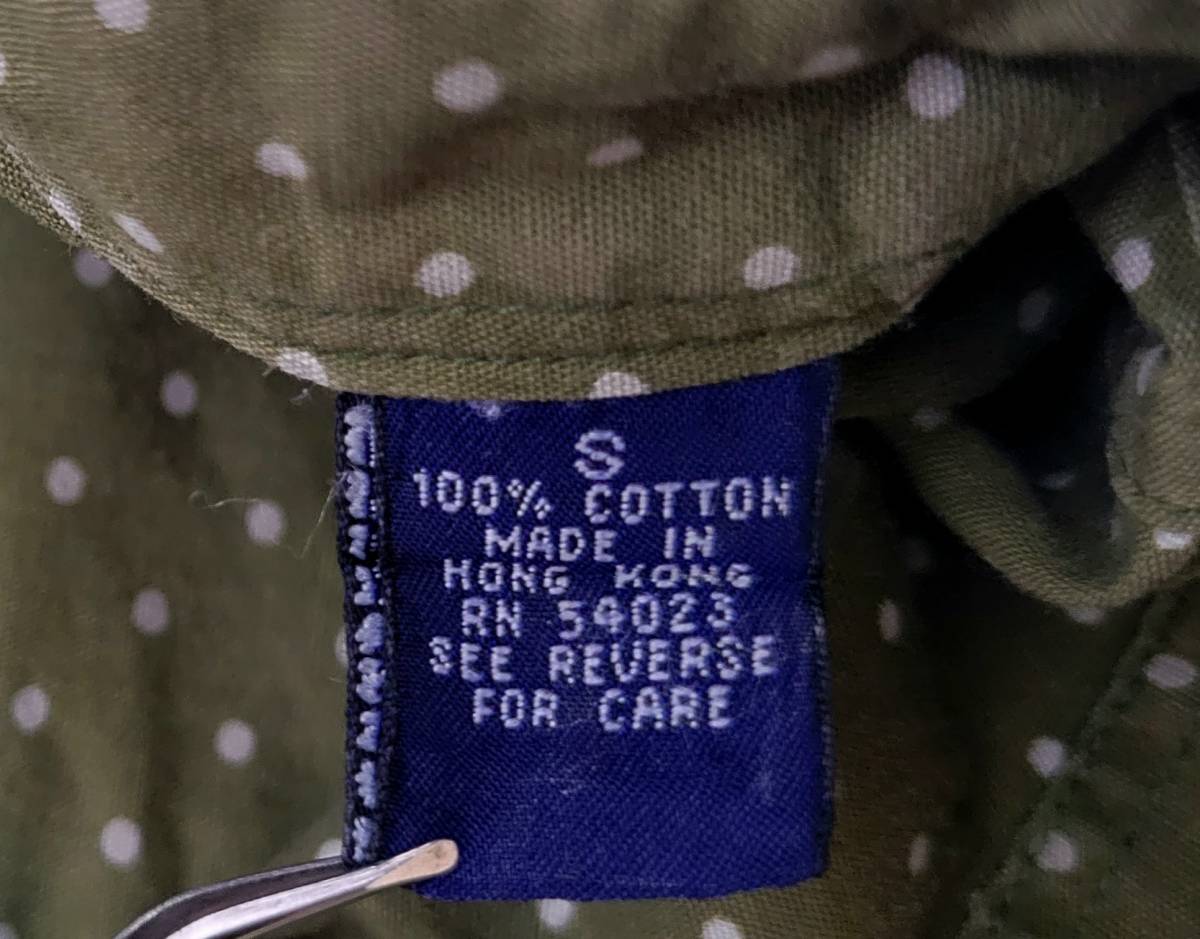 S
100% COTTON
MADE IN
HONG KONG
RN 54023
SEE REVERSE
FOR CARE